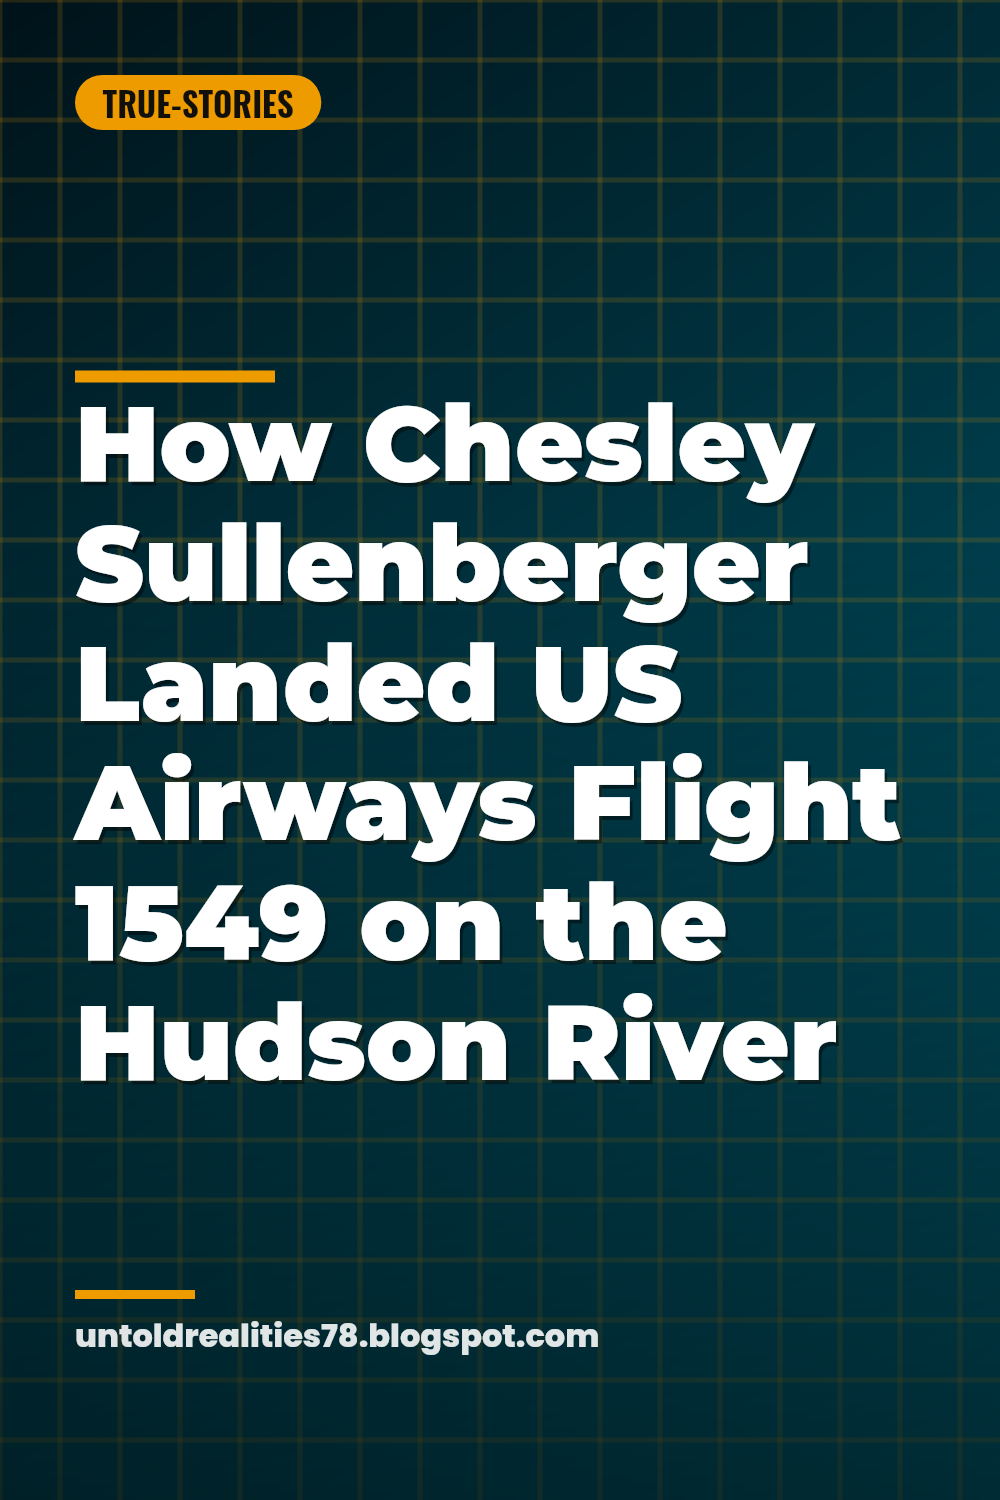 TRUE-STORIES
How Chesley
Sullenberger
Landed US
Airways Flight
1549 on the
Hudson River
untoldrealities78.blogspot.com